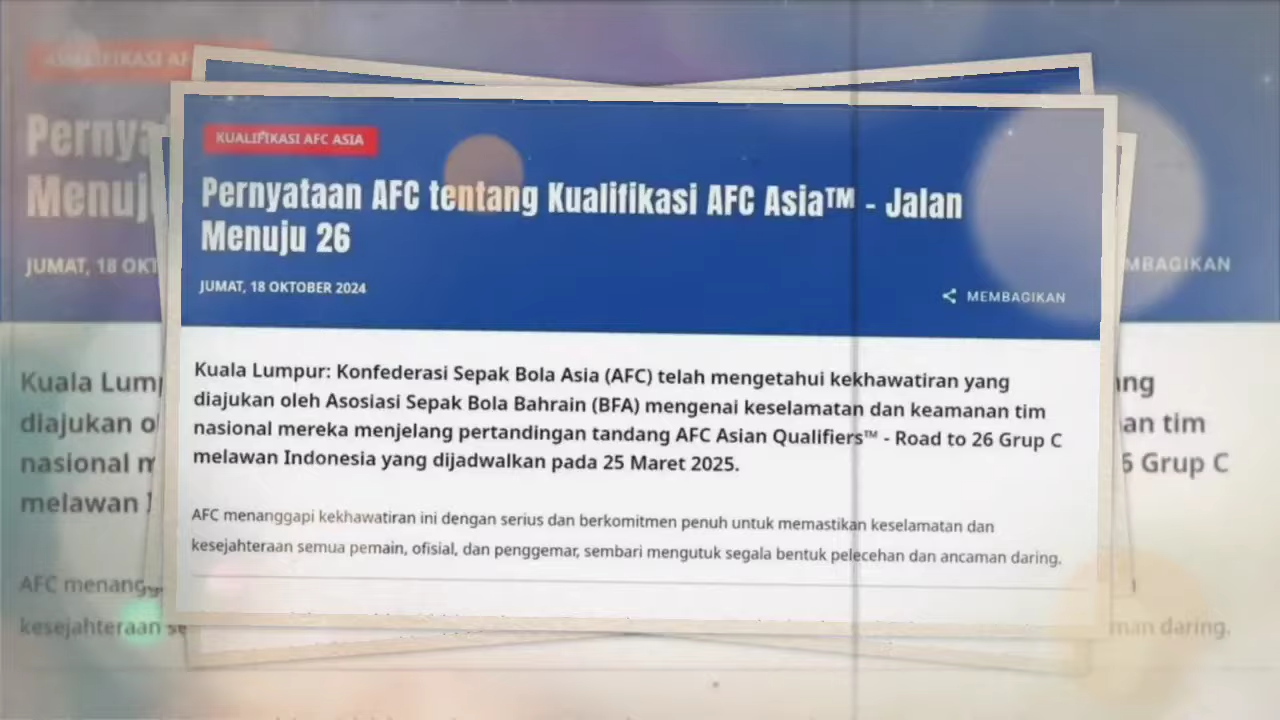 KUALIFIKASI AFC ASIA
Pernyataan AFC tentang Kualifikasi AFC Asia™ - Jalan
Menuju 26
JUMAT, 18 OKTOBER 2024
MEMBAGIKAN
Kuala Lumpur: Konfederasi Sepak Bola Asia (AFC) telah mengetahui kekhawatiran yang
diajukan oleh Asosiasi Sepak Bola Bahrain (BFA) mengenai keselamatan dan keamanan tim
nasional mereka menjelang pertandingan tandang AFC Asian Qualifiers™ - Road to 26 Grup C
melawan Indonesia yang dijadwalkan pada 25 Maret 2025.
AFC menanggapi kekhawatiran ini dengan serius dan berkomitmen penuh untuk memastikan keselamatan dan
kesejahteraan semua pemain, ofisial, dan penggemar, sembari mengutuk segala bentuk pelecehan dan ancaman daring.